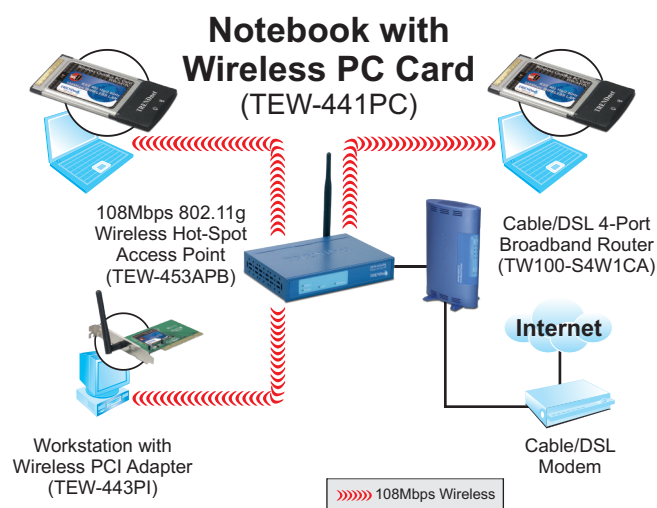 Notebook with
Wireless PC Card
(TEW-441PC)
TRENDnet
TRENDnet
108Mbps 802.11g
Wireless Hot-Spot
Access Point
(TEW-453APB)
Cable/DSL 4-Port
Broadband Router
(TW100-S4W1CA)
Internet
Workstation with
Wireless PCI Adapter
(TEW-443PI)
Cable/DSL
Modem
108Mbps Wireless